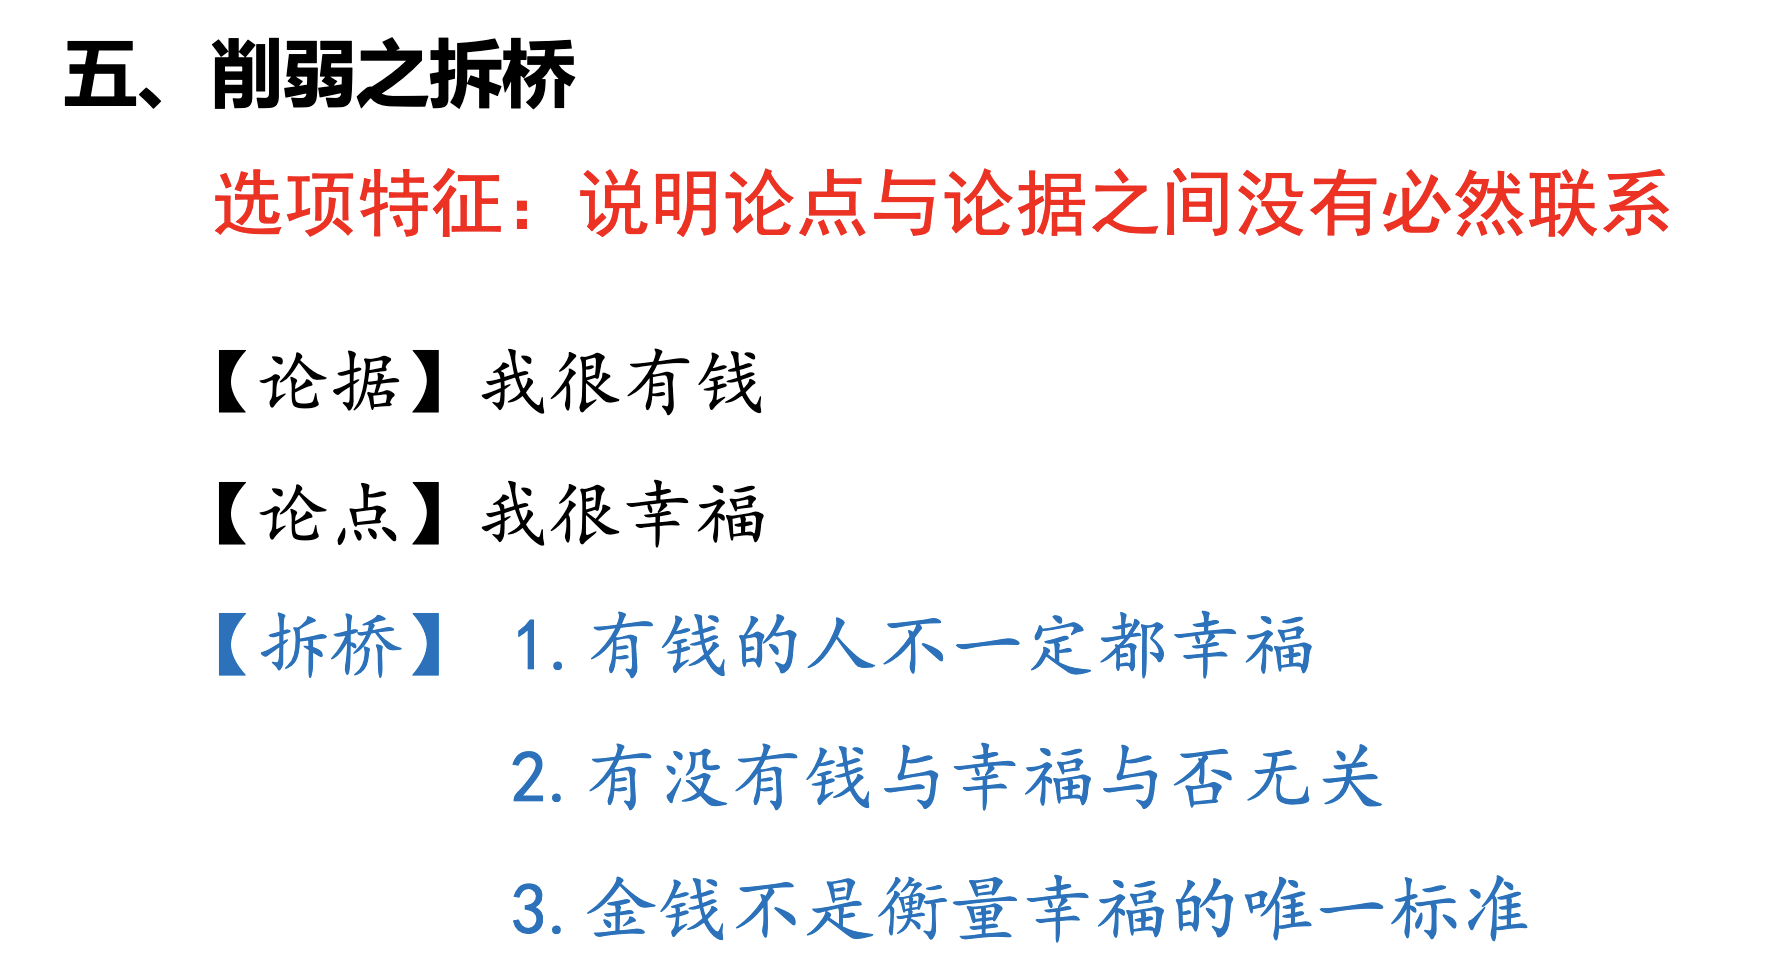 五、削弱之拆桥
选项特征：说明论点与论据之间没有必然联系
【论据】我很有钱
【论点】我很幸福
【拆桥】 1.有钱的人不一定都幸福
2.有没有钱与幸福与否无关
3.金钱不是衡量幸福的唯一标准